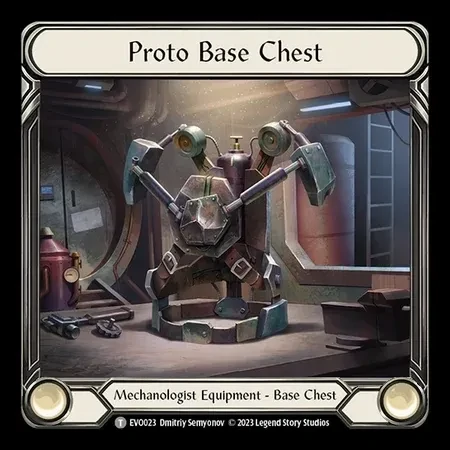 Proto Base Chest
Mechanologist Equipment - Base Chest
T EVO023 Dmitriy Semyonov © 2023 Legend Story Studios